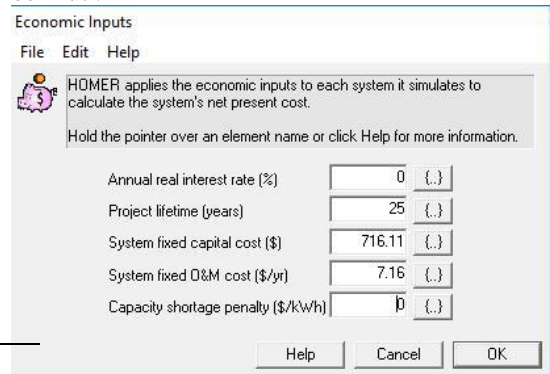 Economic Inputs
File Edit Help
HOMER applies the economic inputs to each system it simulates to
calculate the system's net present cost.
Hold the pointer over an element name or click Help for more information.
Annual real interest rate (%) 0 {..}
Project lifetime (years) 25 {..}
System fixed capital cost ($) 716.11 {..}
System fixed O&M cost ($/yr) 7.16 {..}
Capacity shortage penalty ($/kWh) 0 {..}
Help Cancel OK